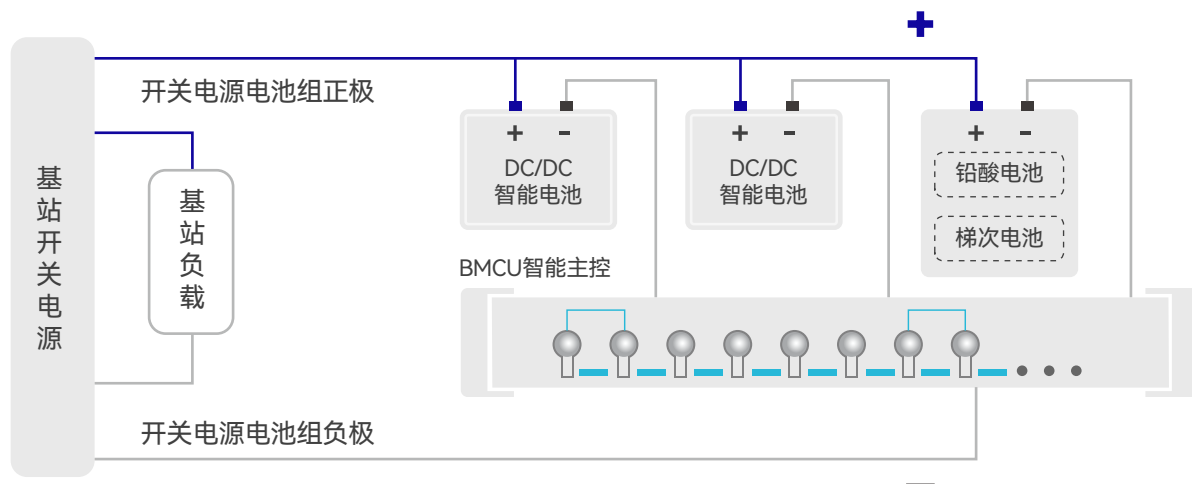 +
开关电源电池组正极
+ -
+ -
+ -
DC/DC
智能电池
DC/DC
智能电池
铅酸电池
梯次电池
基站开关电源
基站负载
BMCU智能主控
开关电源电池组负极